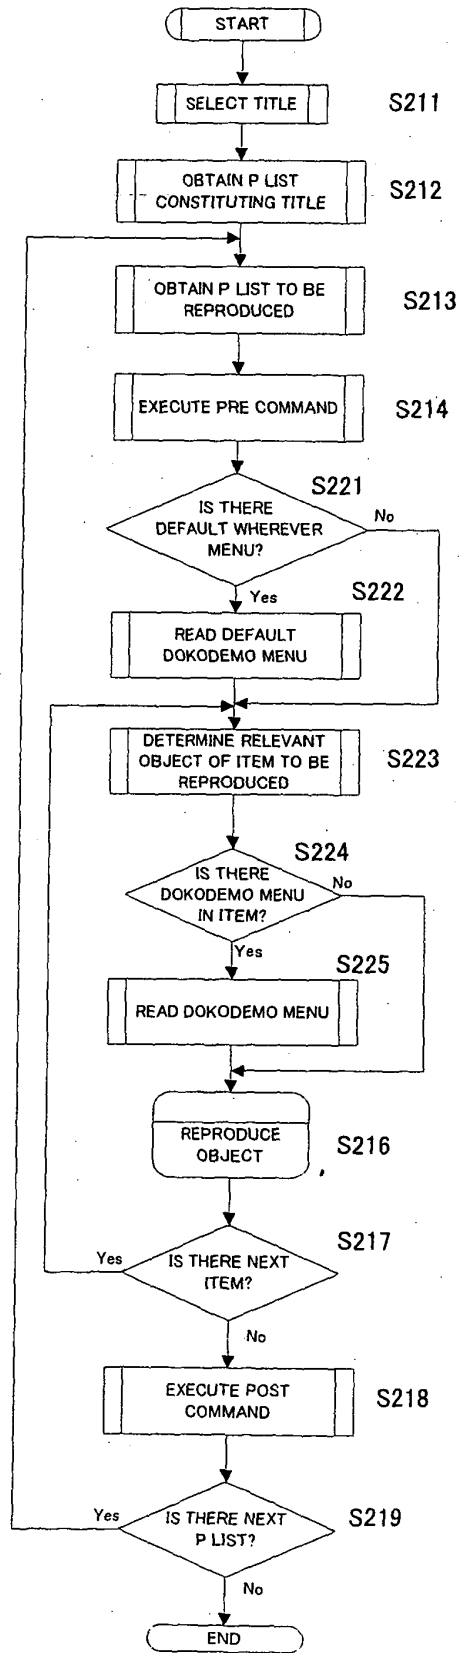 START
SELECT TITLE
S211
OBTAIN P LIST
CONSTITUTING TITLE
S212
OBTAIN P LIST TO BE
REPRODUCED
S213
EXECUTE PRE COMMAND
S214
S221
IS THERE
DEFAULT WHEREVER
MENU?
No
Yes
S222
READ DEFAULT
DOKODEMO MENU
DETERMINE RELEVANT
OBJECT OF ITEM TO BE
REPRODUCED
S223
S224
IS THERE
DOKODEMO MENU
IN ITEM?
No
Yes
S225
READ DOKODEMO MENU
REPRODUCE
OBJECT
S216
S217
Yes
IS THERE NEXT
ITEM?
No
EXECUTE POST
COMMAND
S218
S219
Yes
IS THERE NEXT
P LIST?
No
END